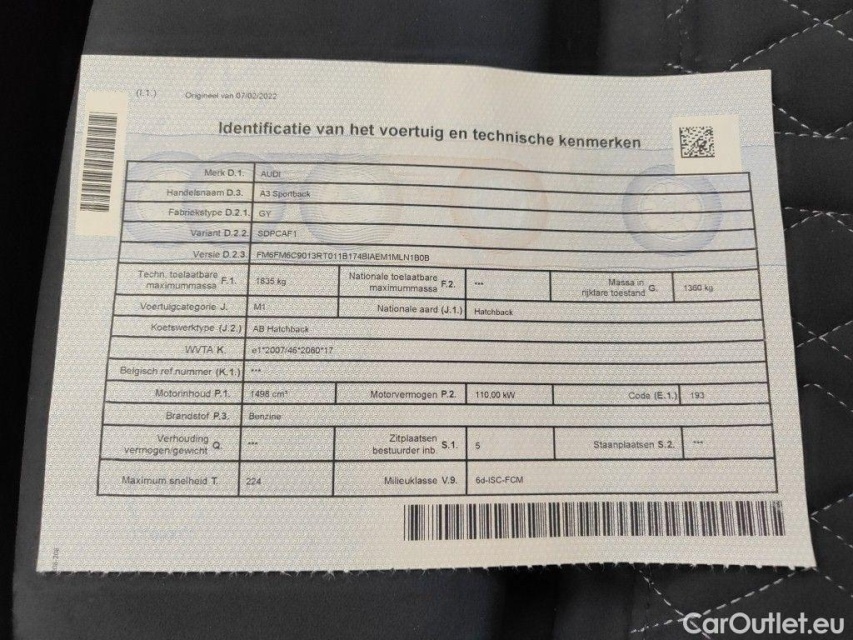 (I.1.) Origineel van 07/02/2022
Identificatie van het voertuig en technische kenmerken
Merk D.1. AUDI
Handelsnaam D.3. A3 Sportback
Fabriekstype D.2.1. GY
Variant D.2.2. SDPCAF1
Versie D.2.3. FM6FM6C9013RT011B174BIAEM1MLN1B0B
Techn. toelaatbare maximummassa F.1. 1835 kg Nationale toelaatbare maximummassa F.2. --- Massa in rijklare toestand G. 1360 kg
Voertuigcategorie J. M1 Nationale aard (J.1.) Hatchback
Koetswerktype (J.2.) AB Hatchback
WVTA K. e1*2007/46*2060*17
Belgisch ref.nummer (K.1.) ***
Motorinhoud P.1. 1498 cm³ Motorvermogen P.2. 110,00 kW Code (E.1.) 193
Brandstof P.3. Benzine
Verhouding vermogen/gewicht Q. --- Zitplaatsen bestuurder inb. S.1. 5 Staanplaatsen S.2. ---
Maximum snelheid T. 224 Milieuklasse V.9. 6d-ISC-FCM
CarOutlet.eu